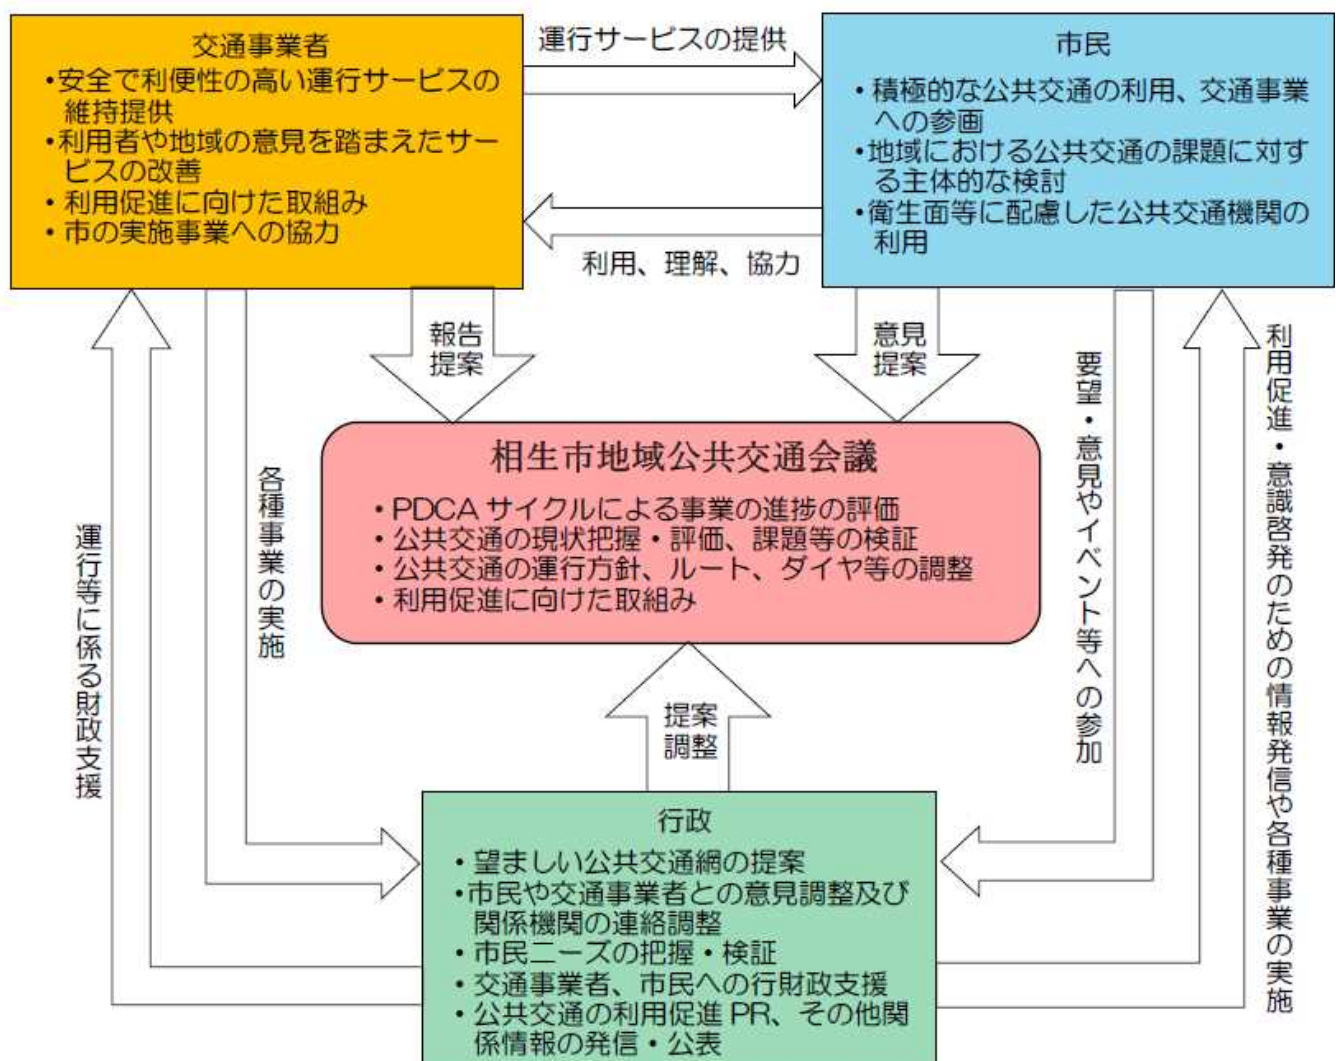 交通事業者
・安全で利便性の高い運行サービスの
維持提供
・利用者や地域の意見を踏まえたサー
ビスの改善
・利用促進に向けた取組み
・市の実施事業への協力
運行サービスの提供
利用、理解、協力
市民
・積極的な公共交通の利用、交通事業
への参画
・地域における公共交通の課題に対す
る主体的な検討
・衛生面等に配慮した公共交通機関の
利用
報告
提案
意見
提案
相生市地域公共交通会議
・PDCA サイクルによる事業の進捗の評価
・公共交通の現状把握・評価、課題等の検証
・公共交通の運行方針、ルート、ダイヤ等の調整
・利用促進に向けた取組み
運行等に係る財政支援
各種事業の実施
要望・意見やイベント等への参加
利用促進・意識啓発のための情報発信や各種事業の実施
提案
調整
行政
・望ましい公共交通網の提案
・市民や交通事業者との意見調整及び
関係機関の連絡調整
・市民ニーズの把握・検証
・交通事業者、市民への行財政支援
・公共交通の利用促進 PR、その他関
係情報の発信・公表